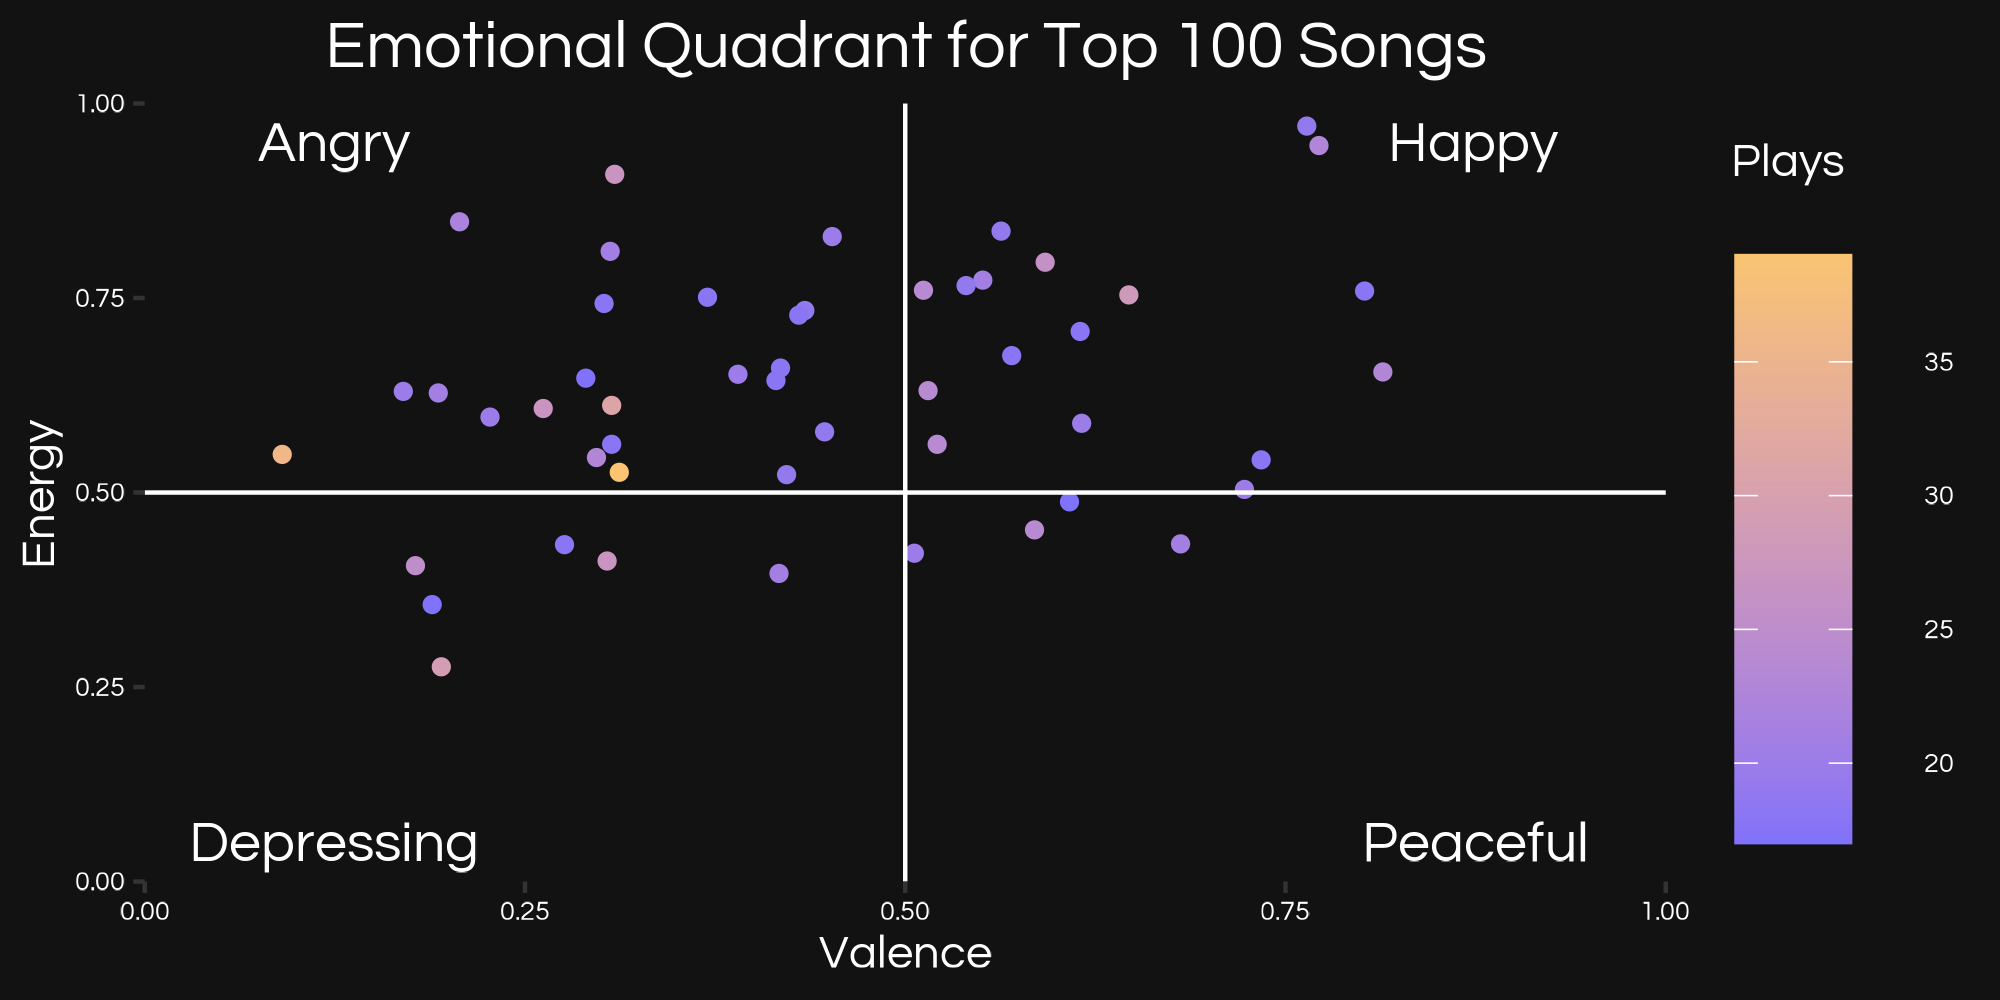 Emotional Quadrant for Top 100 Songs
1.00
Angry
Happy
Plays
0.75
35
Energy
0.50
30
25
0.25
20
Depressing
Peaceful
0.00
0.00 0.25 0.50 0.75 1.00
Valence